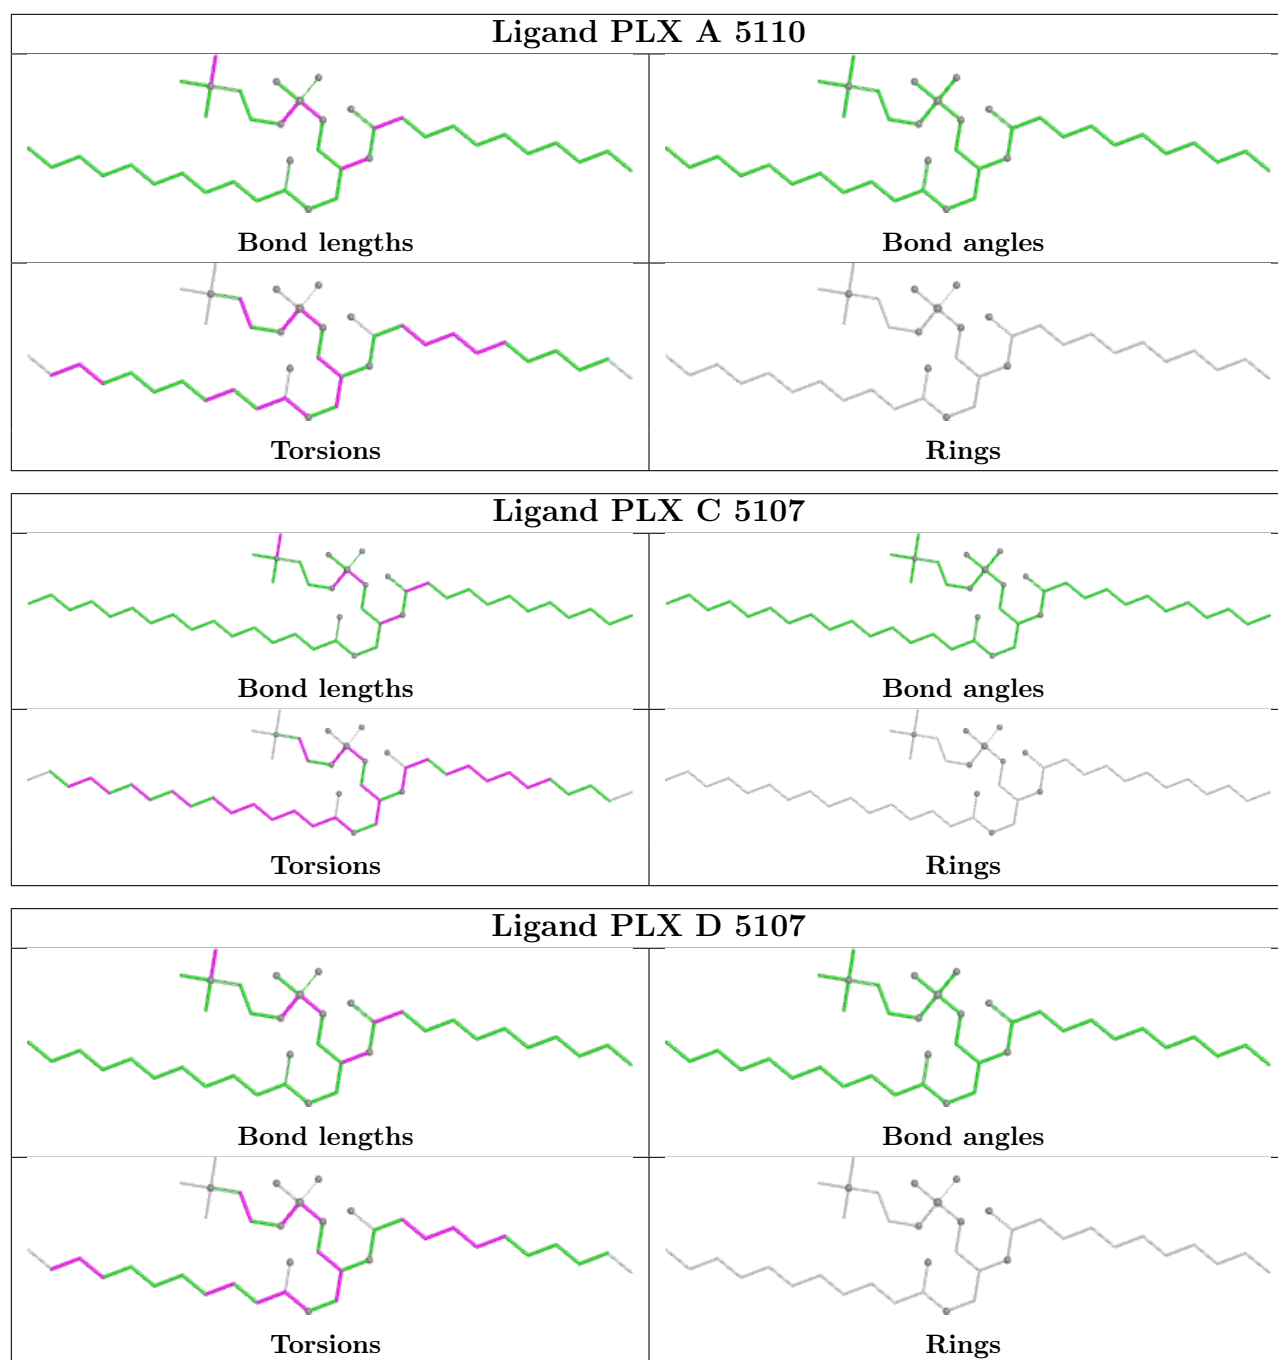 Ligand PLX A 5110
Bond lengths
Bond angles
Torsions
Rings
Ligand PLX C 5107
Bond lengths
Bond angles
Torsions
Rings
Ligand PLX D 5107
Bond lengths
Bond angles
Torsions
Rings